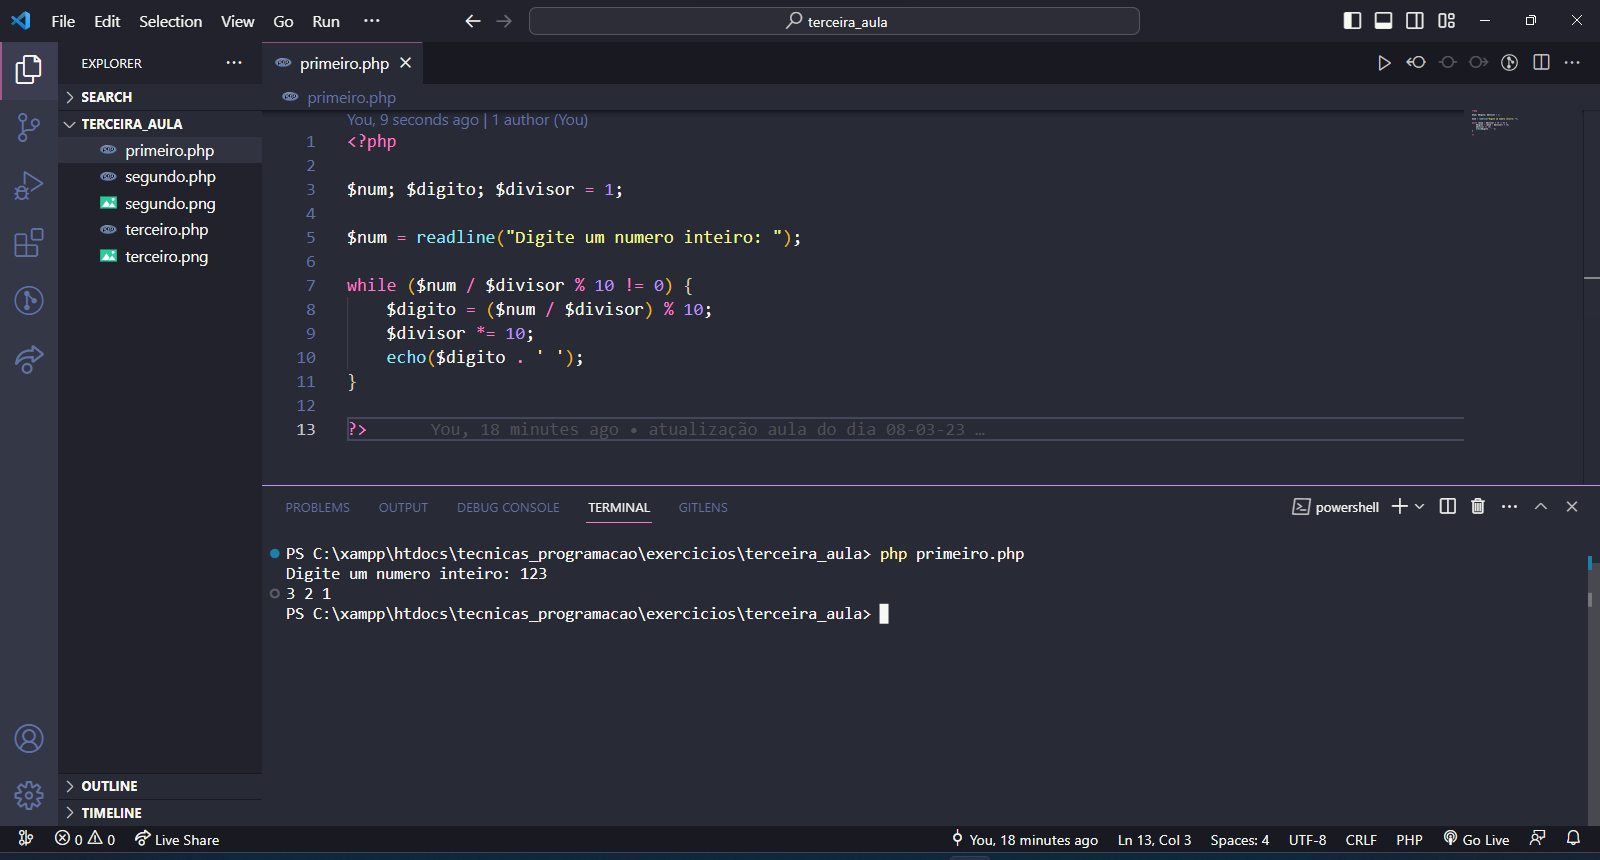 File Edit Selection View Go Run ···
terceira_aula
EXPLORER ···
SEARCH
TERCEIRA_AULA
primeiro.php
segundo.php
segundo.png
terceiro.php
terceiro.png
OUTLINE
TIMELINE
primeiro.php
primeiro.php
You, 9 seconds ago | 1 author (You)
1 <?php
2
3 $num; $digito; $divisor = 1;
4
5 $num = readline("Digite um numero inteiro: ");
6
7 while ($num / $divisor % 10 != 0) {
8 $digito = ($num / $divisor) % 10;
9 $divisor *= 10;
10 echo($digito . ' ');
11 }
12
13 ?> You, 18 minutes ago • atualização aula do dia 08-03-23 …
PROBLEMS OUTPUT DEBUG CONSOLE TERMINAL GITLENS
powershell
PS C:\xampp\htdocs\tecnicas_programacao\exercicios\terceira_aula> php primeiro.php
Digite um numero inteiro: 123
3 2 1
PS C:\xampp\htdocs\tecnicas_programacao\exercicios\terceira_aula>
0 0 Live Share You, 18 minutes ago Ln 13, Col 3 Spaces: 4 UTF-8 CRLF PHP Go Live